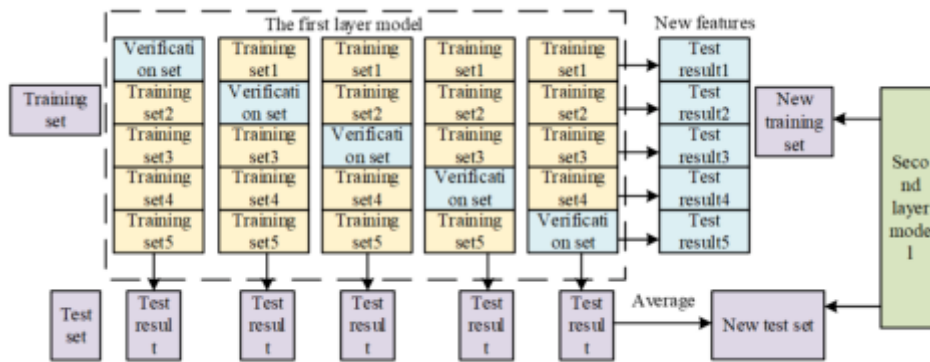 The first layer model
New features
Verificati
on set
Training
set1
Training
set1
Training
set1
Training
set1
Test
result1
Training
set
Training
set2
Verificati
on set
Training
set2
Training
set2
Training
set2
Test
result2
New
training
set
Training
set3
Training
set3
Verificati
on set
Training
set3
Training
set3
Test
result3
Training
set4
Training
set4
Training
set4
Verificati
on set
Training
set4
Test
result4
Training
set5
Training
set5
Training
set5
Training
set5
Verificati
on set
Test
result5
Seco
nd
layer
mode
l
Test
set
Test
resul
t
Test
resul
t
Test
resul
t
Test
resul
t
Test
resul
t
Average
New test set